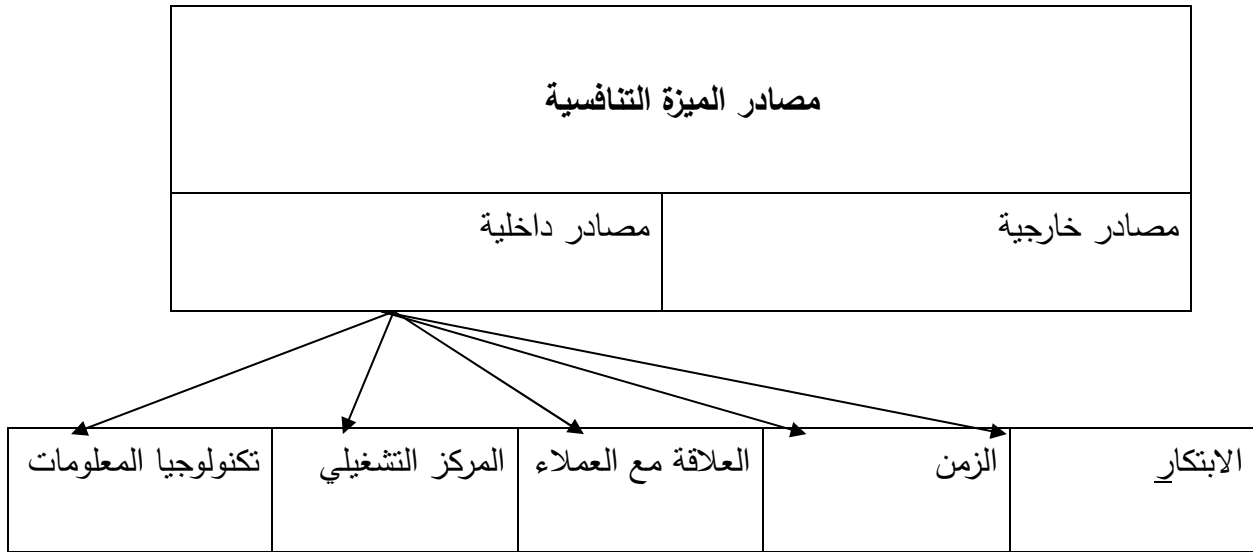 مصادر الميزة التنافسية
مصادر خارجية
مصادر داخلية
الابتكار
الزمن
العلاقة مع العملاء
المركز التشغيلي
تكنولوجيا المعلومات